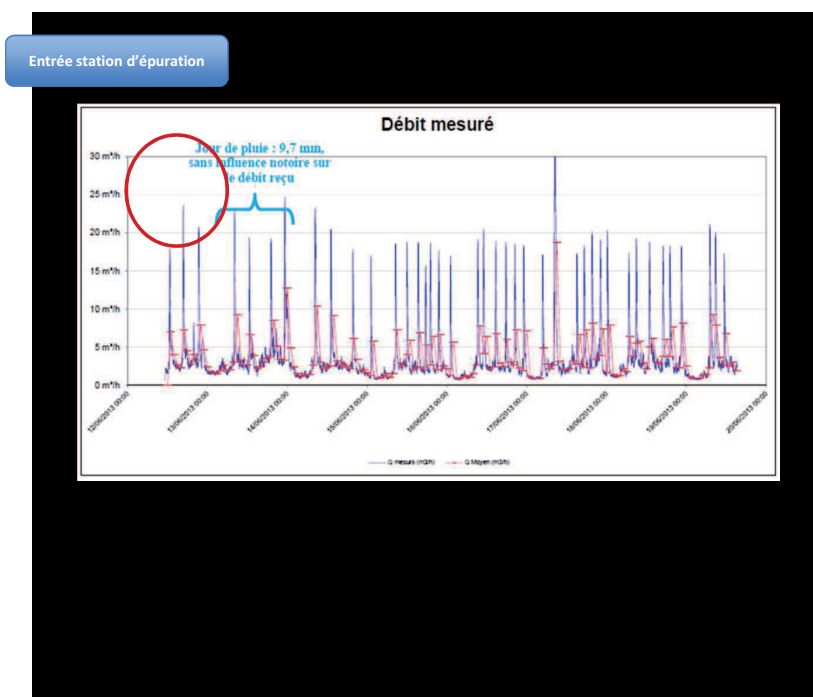 Entrée station d'épuration
Débit mesuré
Jour de pluie : 9,7 mm,
sans influence notoire sur
le débit reçu
30 m³/h
25 m³/h
20 m³/h
15 m³/h
10 m³/h
5 m³/h
0 m³/h
12/06/2013 00:00
13/06/2013 00:00
14/06/2013 00:00
15/06/2013 00:00
16/06/2013 00:00
17/06/2013 00:00
18/06/2013 00:00
19/06/2013 00:00
20/06/2013 00:00
Q mesuré (m3/h)
Q Moyen (m3/h)